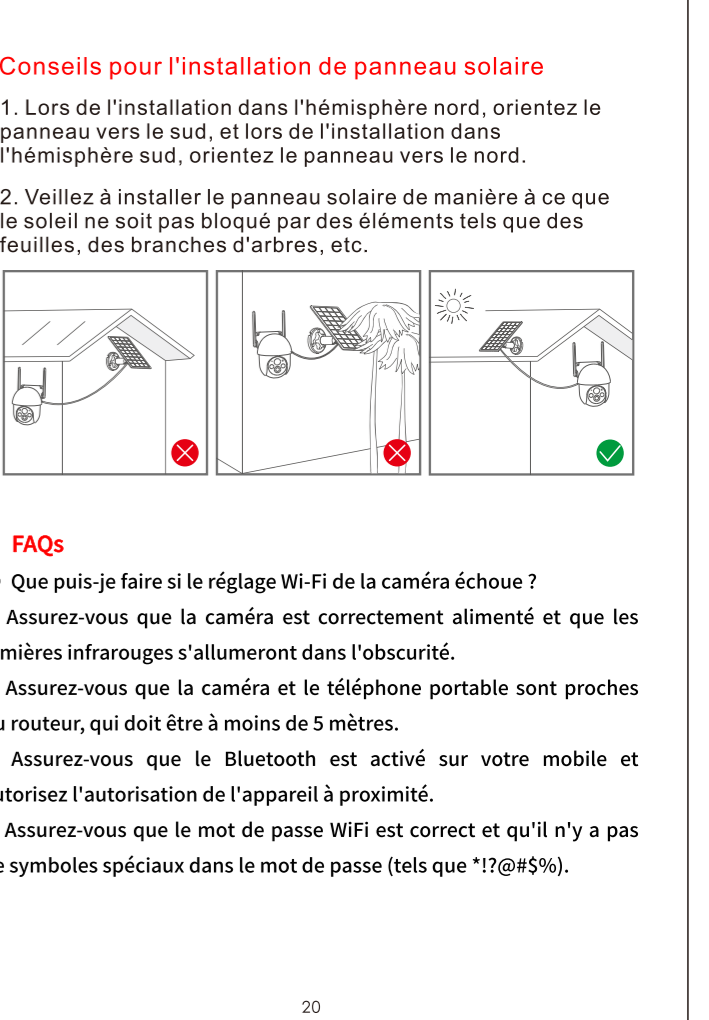 Conseils pour l'installation de panneau solaire
1. Lors de l'installation dans l'hémisphère nord, orientez le
panneau vers le sud, et lors de l'installation dans
l'hémisphère sud, orientez le panneau vers le nord.
2. Veillez à installer le panneau solaire de manière à ce que
le soleil ne soit pas bloqué par des éléments tels que des
feuilles, des branches d'arbres, etc.
FAQs
Que puis-je faire si le réglage Wi-Fi de la caméra échoue ?
Assurez-vous que la caméra est correctement alimenté et que les
mières infrarouges s'allumeront dans l'obscurité.
Assurez-vous que la caméra et le téléphone portable sont proches
u routeur, qui doit être à moins de 5 mètres.
Assurez-vous que le Bluetooth est activé sur votre mobile et
utorisez l'autorisation de l'appareil à proximité.
Assurez-vous que le mot de passe WiFi est correct et qu'il n'y a pas
e symboles spéciaux dans le mot de passe (tels que *!?@#$%).
20